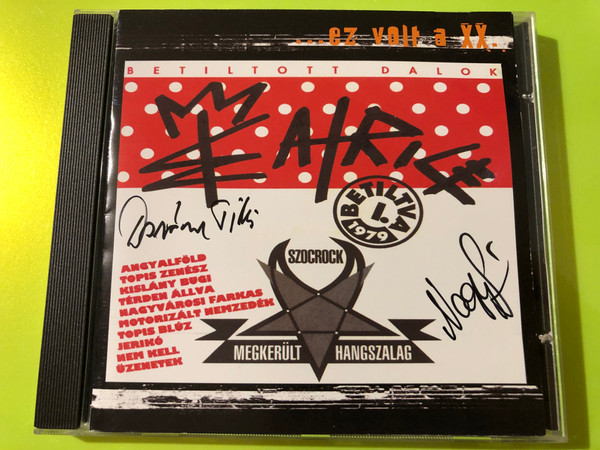 ...ez volt a XX.
BETILTOTT DALOK
BETILTVA
I.
1979
SZOCROCK
ANGYALFÖLD
TOPIS ZENÉSZ
KISLÁNY BUGI
TÉRDEN ÁLLVA
NAGYVÁROSI FARKAS
MOTORIZÁLT NEMZEDÉK
TOPIS BLÚZ
JERIKÓ
NEM KELL
ÜZENETEK
MEGKERÜLT HANGSZALAG